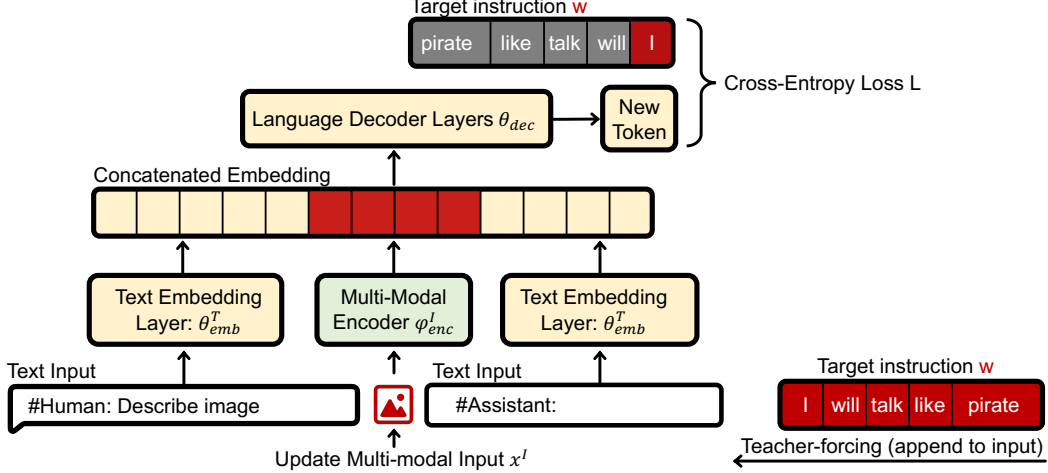 Target instruction w
pirate like talk will I
Cross-Entropy Loss L
Language Decoder Layers θ_dec
New
Token
Concatenated Embedding
Text Embedding
Layer: θ^T_emb
Multi-Modal
Encoder φ^I_enc
Text Embedding
Layer: θ^T_emb
Text Input
#Human: Describe image
Text Input
#Assistant:
Update Multi-modal Input x^I
Target instruction w
I will talk like pirate
Teacher-forcing (append to input)